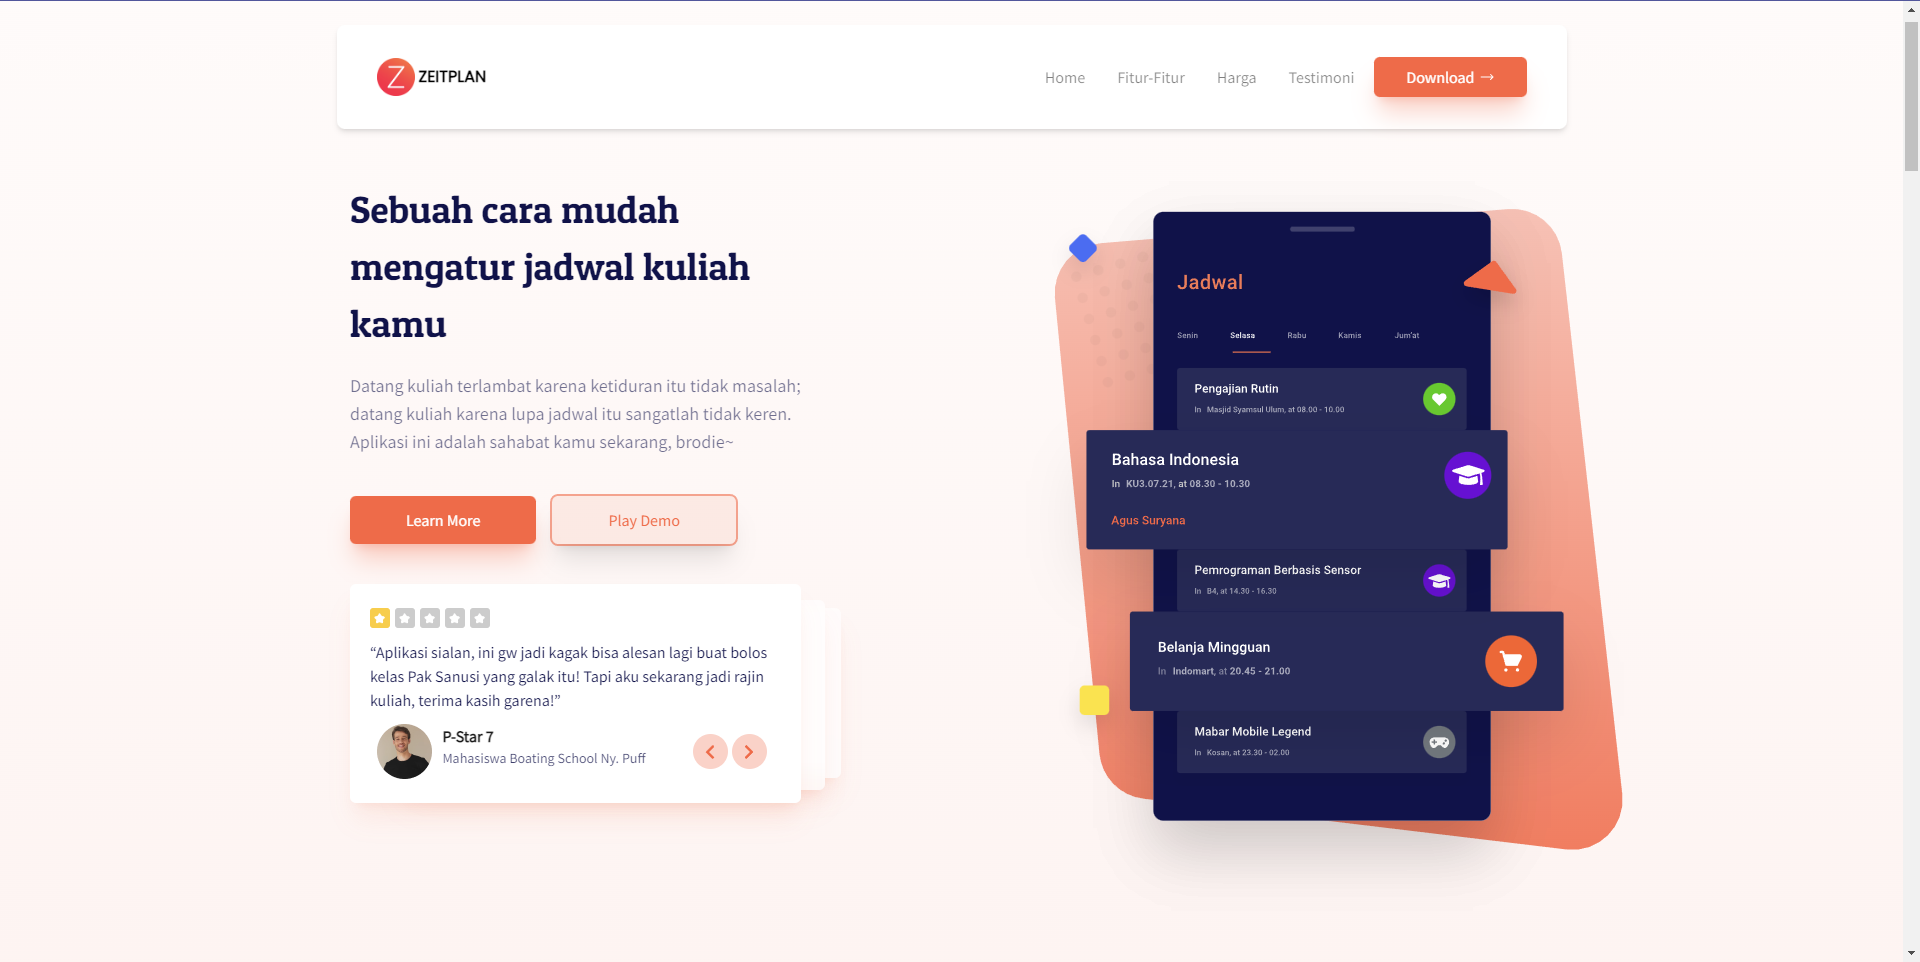 Z ZEITPLAN
Home Fitur-Fitur Harga Testimoni Download →
Sebuah cara mudah
mengatur jadwal kuliah
kamu
Datang kuliah terlambat karena ketiduran itu tidak masalah;
datang kuliah karena lupa jadwal itu sangatlah tidak keren.
Aplikasi ini adalah sahabat kamu sekarang, brodie~
Learn More Play Demo
“Aplikasi sialan, ini gw jadi kagak bisa alesan lagi buat bolos
kelas Pak Sanusi yang galak itu! Tapi aku sekarang jadi rajin
kuliah, terima kasih garena!”
P-Star 7
Mahasiswa Boating School Ny. Puff
Jadwal
Senin Selasa Rabu Kamis Jum'at
Pengajian Rutin
In Masjid Syamsul Ulum, at 08.00 - 10.00
Bahasa Indonesia
In KU3.07.21, at 08.30 - 10.30
Agus Suryana
Pemrograman Berbasis Sensor
In B4, at 14.30 - 16.30
Belanja Mingguan
In Indomart, at 20.45 - 21.00
Mabar Mobile Legend
In Kosan, at 23.30 - 02.00